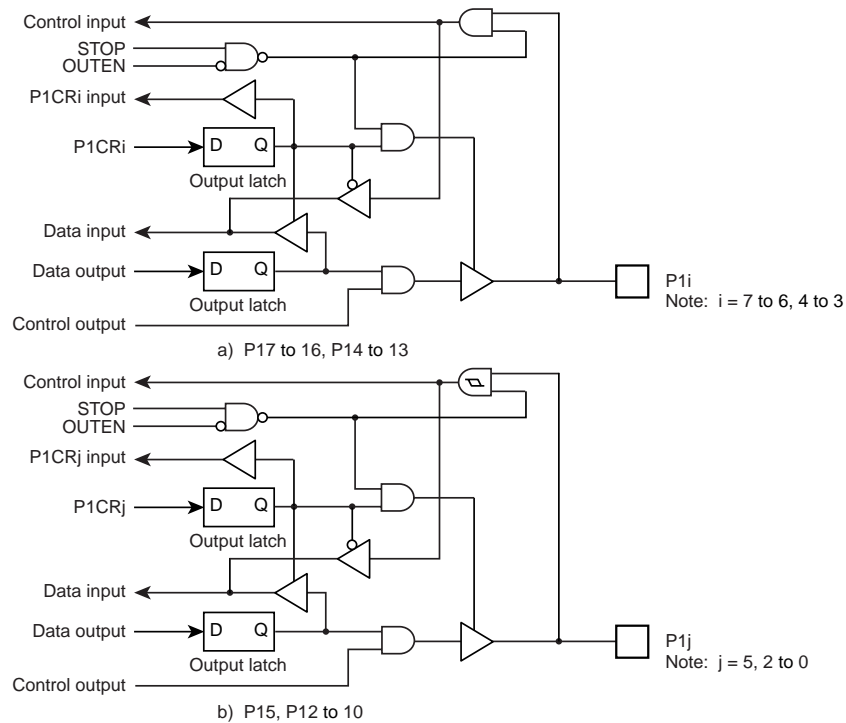 Control input
STOP
OUTEN
P1CRi input
P1CRi
D Q
Output latch
Data input
Data output
D Q
Output latch
Control output
P1i
Note: i = 7 to 6, 4 to 3
a) P17 to 16, P14 to 13
Control input
STOP
OUTEN
P1CRj input
P1CRj
D Q
Output latch
Data input
Data output
D Q
Output latch
Control output
P1j
Note: j = 5, 2 to 0
b) P15, P12 to 10